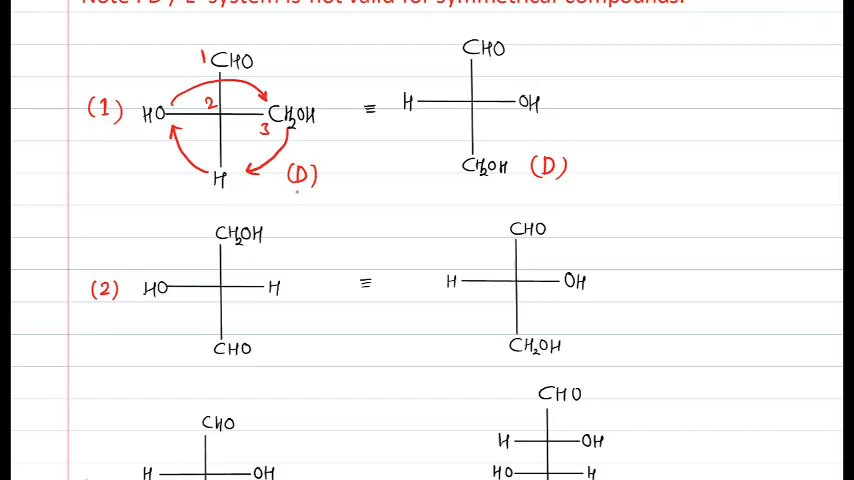 Note : D / L system is not valid for symmetrical compounds.
1 CHO CHO
(1) HO 2 CH2OH ≡ H OH
3
H (D) CH2OH (D)
CH2OH CHO
(2) HO H ≡ H OH
CHO CH2OH
CHO CHO
H OH
H OH HO H